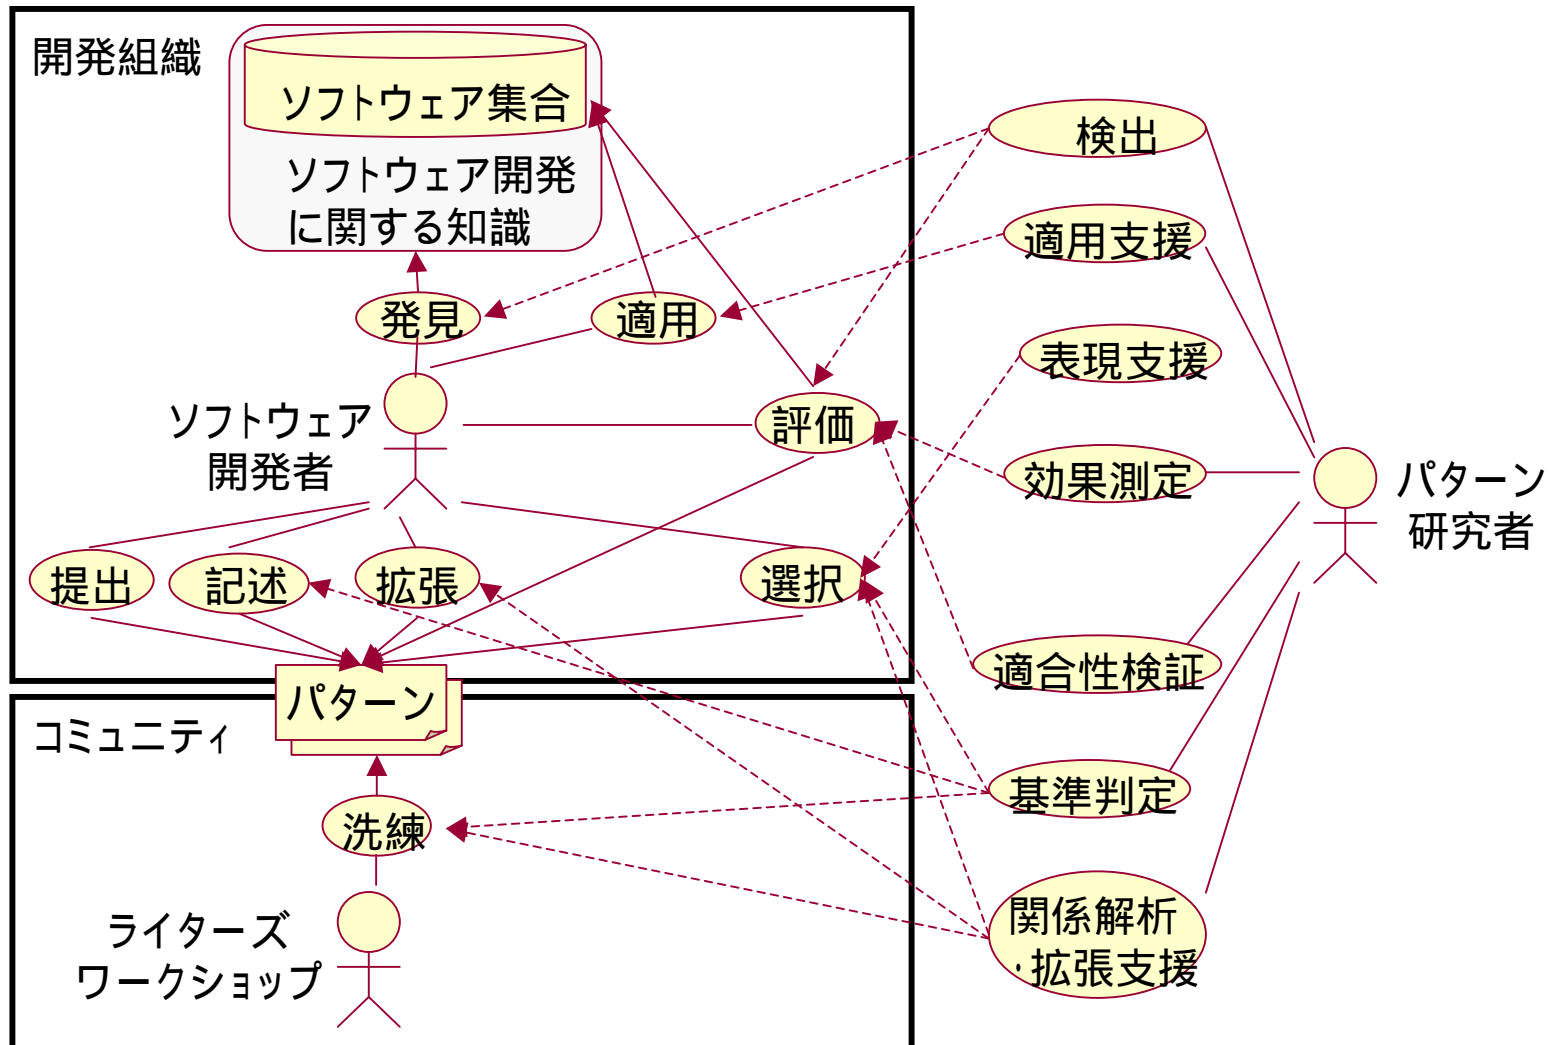 開発組織
ソフトウェア集合
ソフトウェア開発
に関する知識
発見
適用
ソフトウェア
開発者
評価
提出
記述
拡張
選択
パターン
コミュニティ
洗練
ライターズ
ワークショップ
検出
適用支援
表現支援
効果測定
適合性検証
基準判定
関係解析
・拡張支援
パターン
研究者